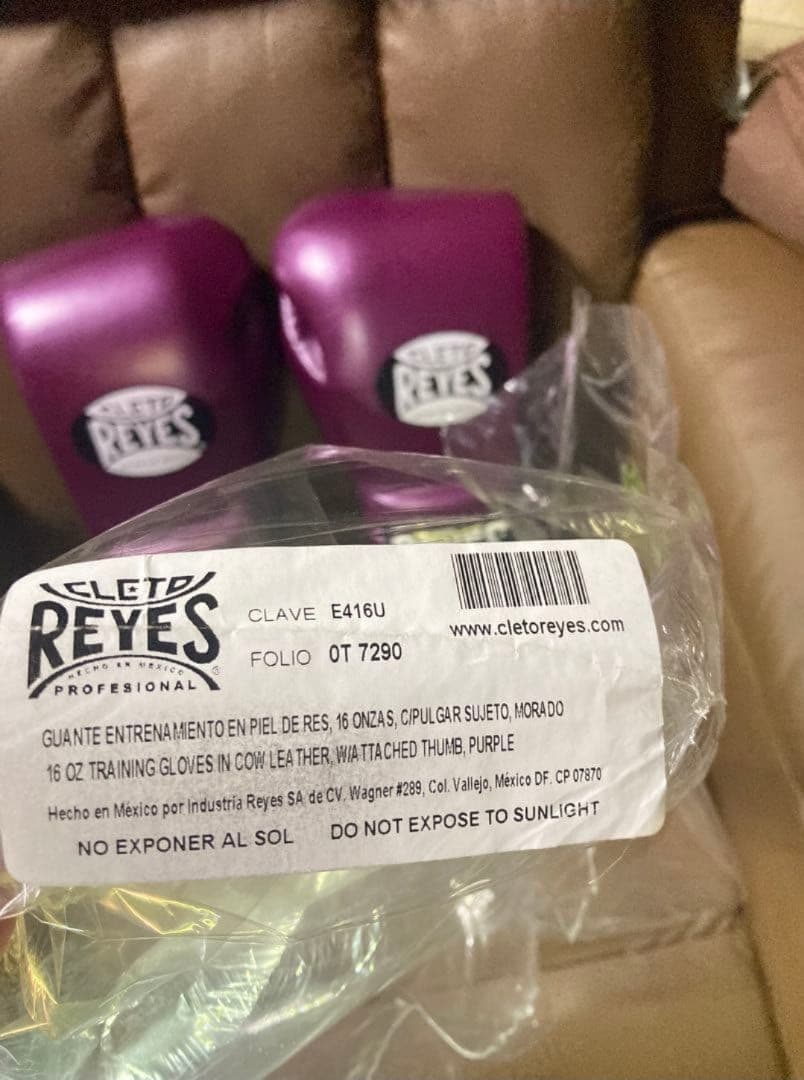 CLETO
REYES
CLETO
REYES
CLETO
REYES
HECHO EN MEXICO
PROFESIONAL
CLAVE E416U
FOLIO OT 7290
www.cletoreyes.com
GUANTE ENTRENAMIENTO EN PIEL DE RES, 16 ONZAS, C/PULGAR SUJETO, MORADO
16 OZ TRAINING GLOVES IN COW LEATHER, W/ATTACHED THUMB, PURPLE
Hecho en México por Industria Reyes SA de CV. Wagner #289, Col. Vallejo, México DF. CP 07870
NO EXPONER AL SOL DO NOT EXPOSE TO SUNLIGHT